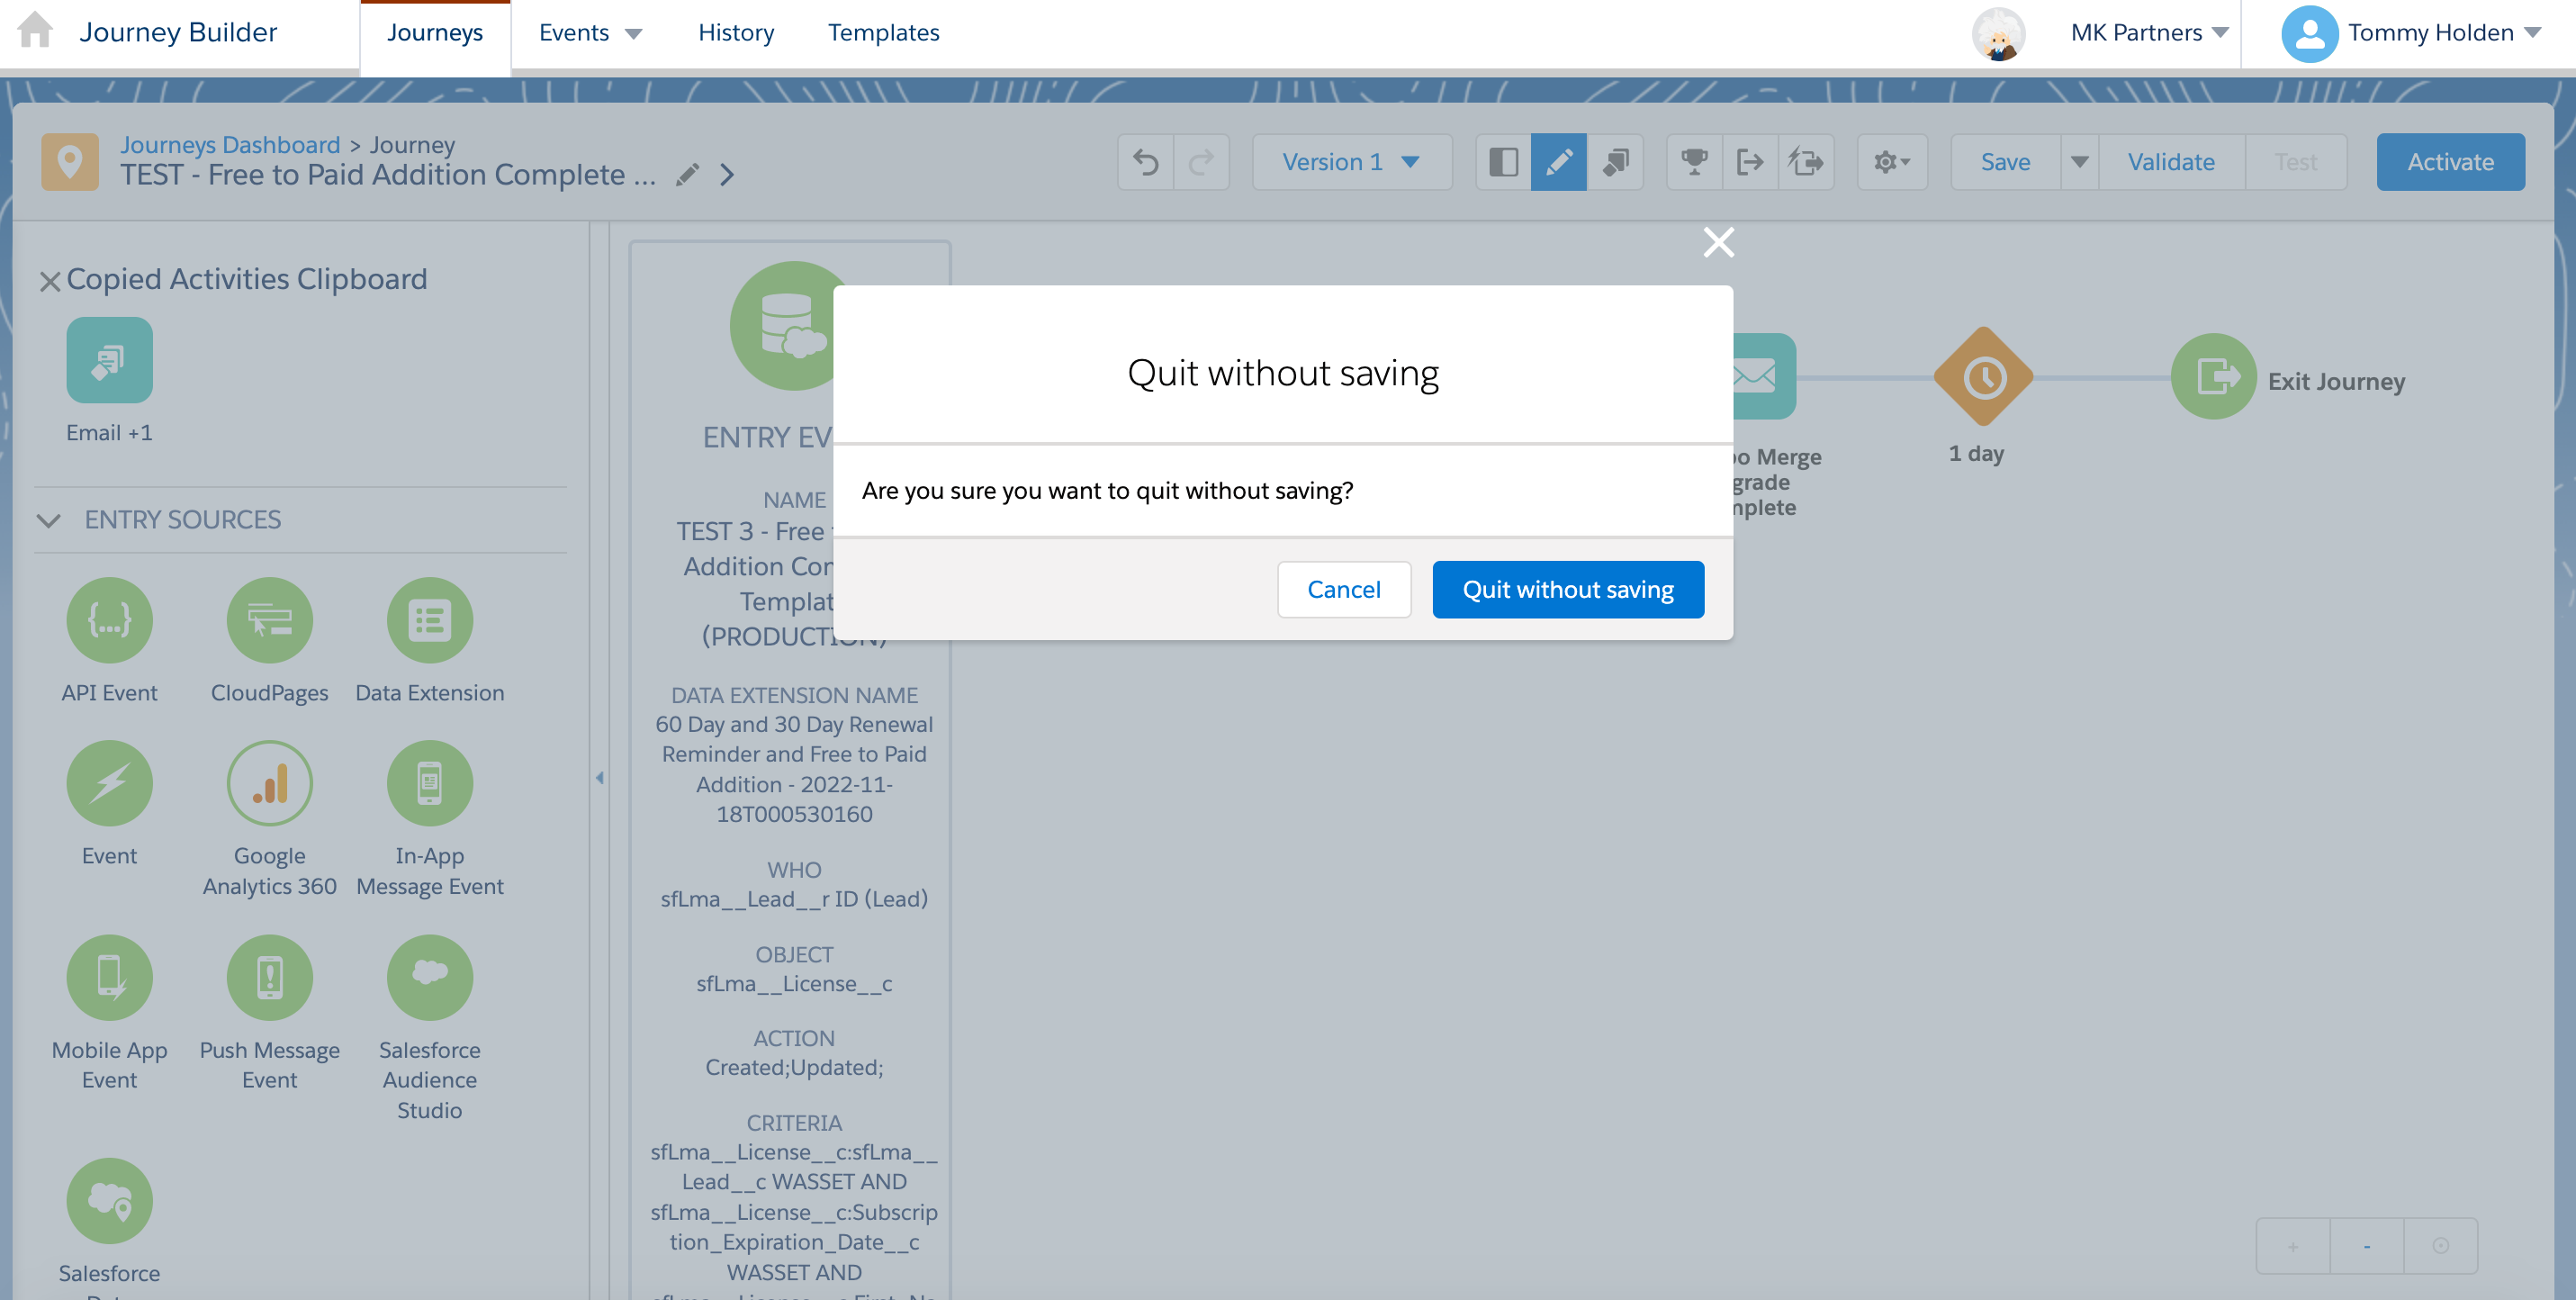 Journey Builder
Journeys
Events
History
Templates
MK Partners
Tommy Holden
Journeys Dashboard > Journey
TEST - Free to Paid Addition Complete ...
Version 1
Save
Validate
Test
Activate
Copied Activities Clipboard
Email +1
ENTRY SOURCES
API Event
CloudPages
Data Extension
Event
Google
Analytics 360
In-App
Message Event
Mobile App
Event
Push Message
Event
Salesforce
Audience
Studio
Salesforce
ENTRY EV
NAME
TEST 3 - Free
Addition Con
Templat
(PRODUCTION)
DATA EXTENSION NAME
60 Day and 30 Day Renewal
Reminder and Free to Paid
Addition - 2022-11-
18T000530160
WHO
sfLma__Lead__r ID (Lead)
OBJECT
sfLma__License__c
ACTION
Created;Updated;
CRITERIA
sfLma__License__c:sfLma__
Lead__c WASSET AND
sfLma__License__c:Subscrip
tion_Expiration_Date__c
WASSET AND
Quit without saving
Are you sure you want to quit without saving?
Cancel
Quit without saving
Merge
grade
1 day
Exit Journey
+
-